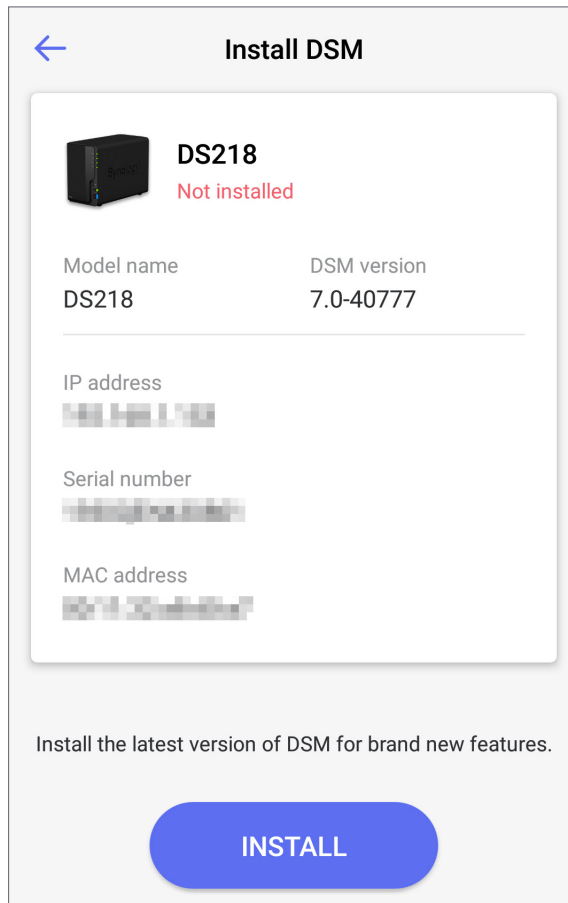 Install DSM
DS218
Not installed
Model name
DSM version
DS218
7.0-40777
IP address
Serial number
MAC address
Install the latest version of DSM for brand new features.
INSTALL